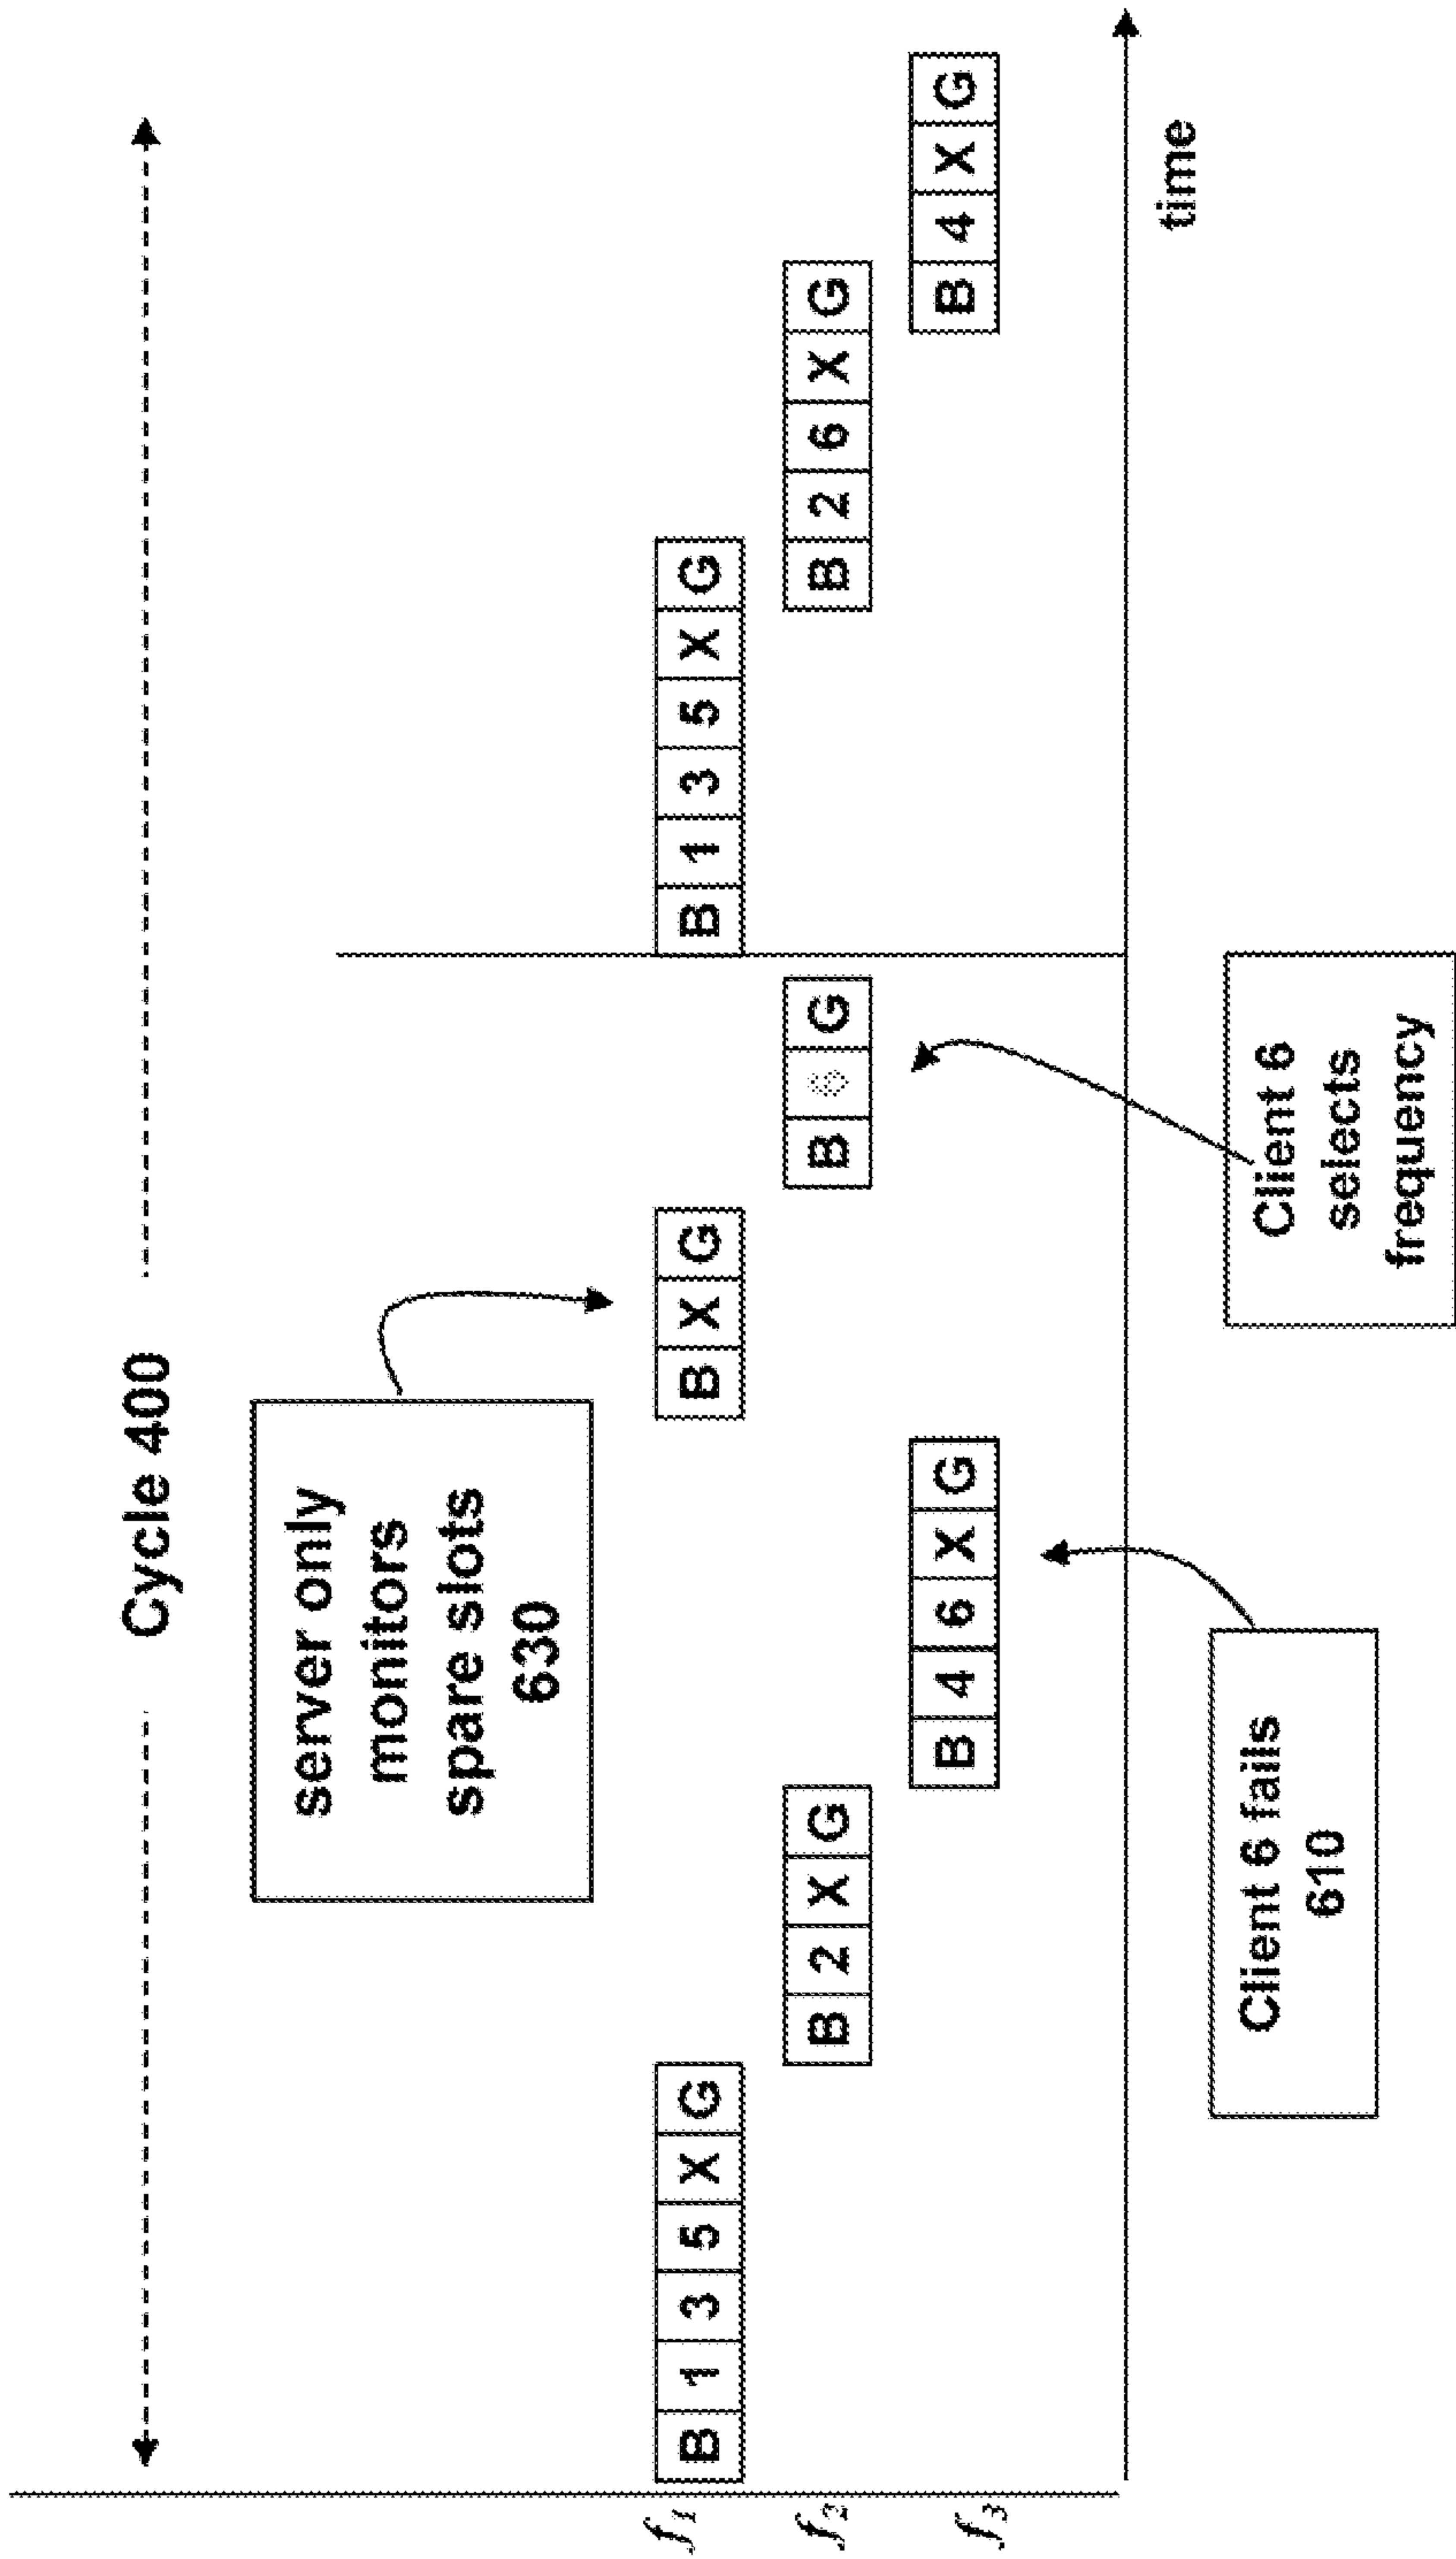 Cycle 400
server only
monitors
spare slots
630
f1 B 1 3 5 X G B X G B 1 3 5 X G
f2 B 2 X G B 6 G B 2 6 X G
f3 B 4 6 X G B 4 X G
time
Client 6 fails
610
Client 6
selects
frequency